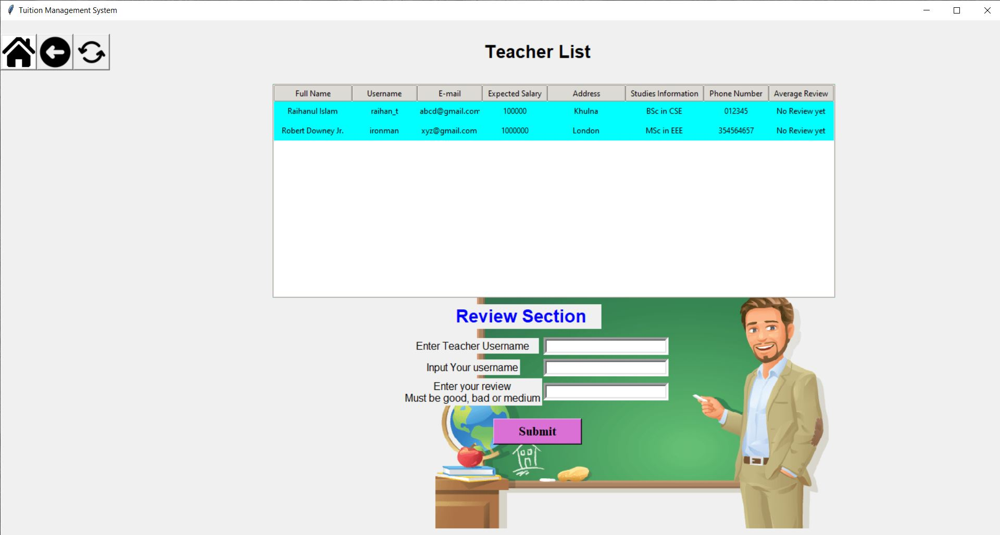 Tuition Management System
Teacher List
Full Name Username E-mail Expected Salary Address Studies Information Phone Number Average Review
Raihanul Islam raihan_t abcd@gmail.com 100000 Khulna BSc in CSE 012345 No Review yet
Robert Downey Jr. ironman xyz@gmail.com 1000000 London MSc in EEE 354564657 No Review yet
Review Section
Enter Teacher Username
Input Your username
Enter your review
Must be good, bad or medium
Submit